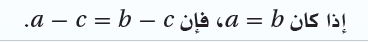 إذا كان a = b، فإن a − c = b − c.